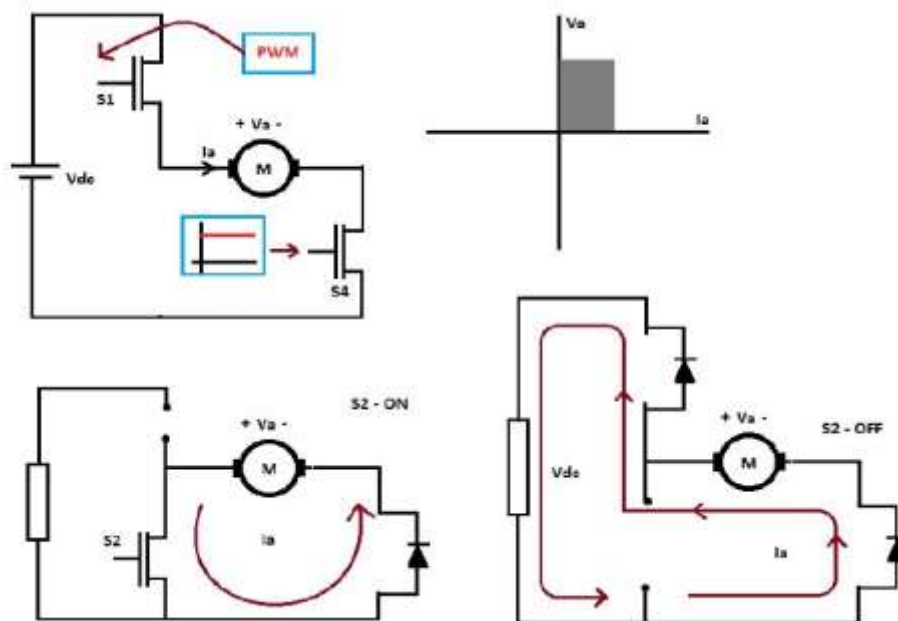 PWM
S1
+ Va -
Ia
M
Vdc
S4
Va
Ia
S2 - ON
+ Va -
M
S2
Ia
+ Va -
S2 - OFF
M
Vdc
Ia